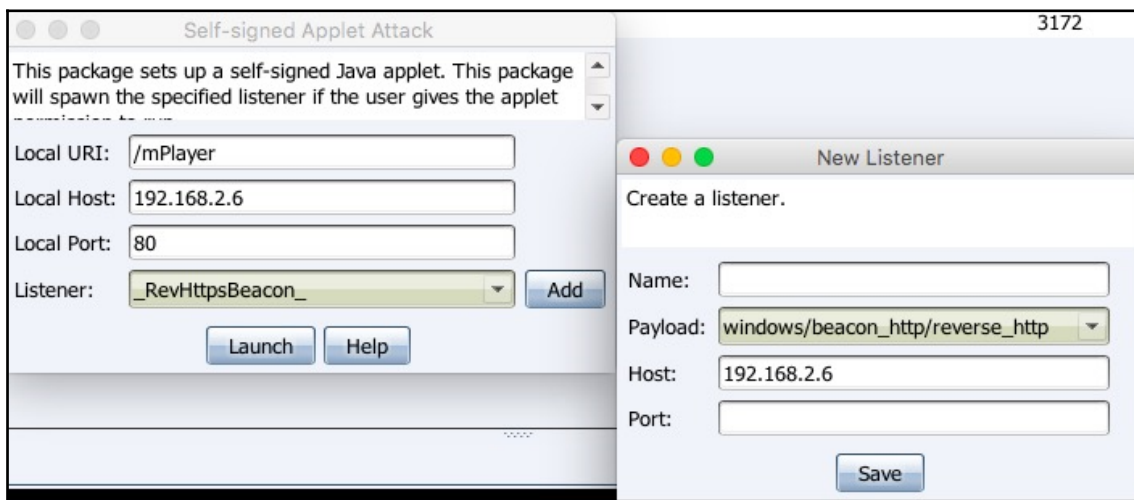 3172
Self-signed Applet Attack
This package sets up a self-signed Java applet. This package
will spawn the specified listener if the user gives the applet
Local URI: /mPlayer
Local Host: 192.168.2.6
Local Port: 80
Listener: _RevHttpsBeacon_ Add
Launch Help
New Listener
Create a listener.
Name:
Payload: windows/beacon_http/reverse_http
Host: 192.168.2.6
Port:
Save